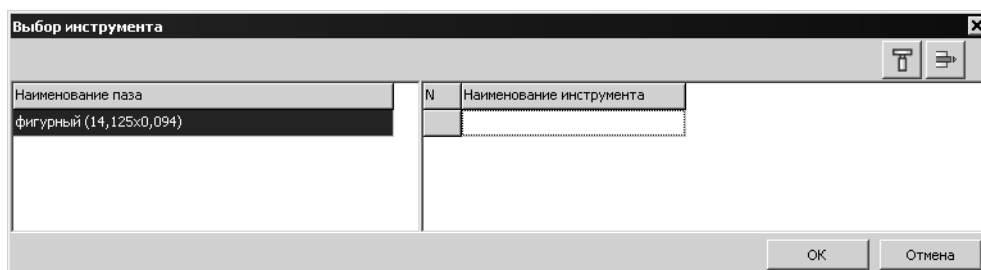 Выбор инструмента
Наименование паза
N Наименование инструмента
фигурный (14,125x0,094)
OK Отмена